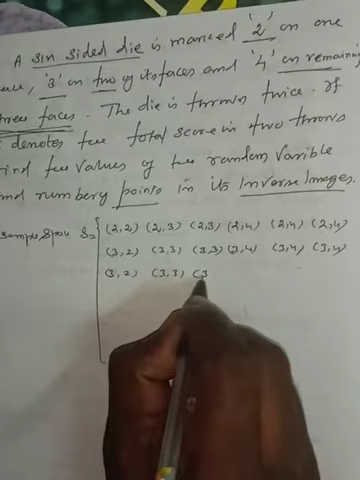 A sin sided die is marked '2' on one
'3' on two of its faces and '4' on remaining
three faces. The die is thrown twice. If
denotes the total score in two throws
find the values of the random variable
and number of points in its Inverse Images.
Sample Space S = (2,2) (2,3) (2,3) (2,4) (2,4) (2,4)
(3,2) (3,3) (3,3) (3,4) (3,4) (3,4)
(3,2) (3,3) (3